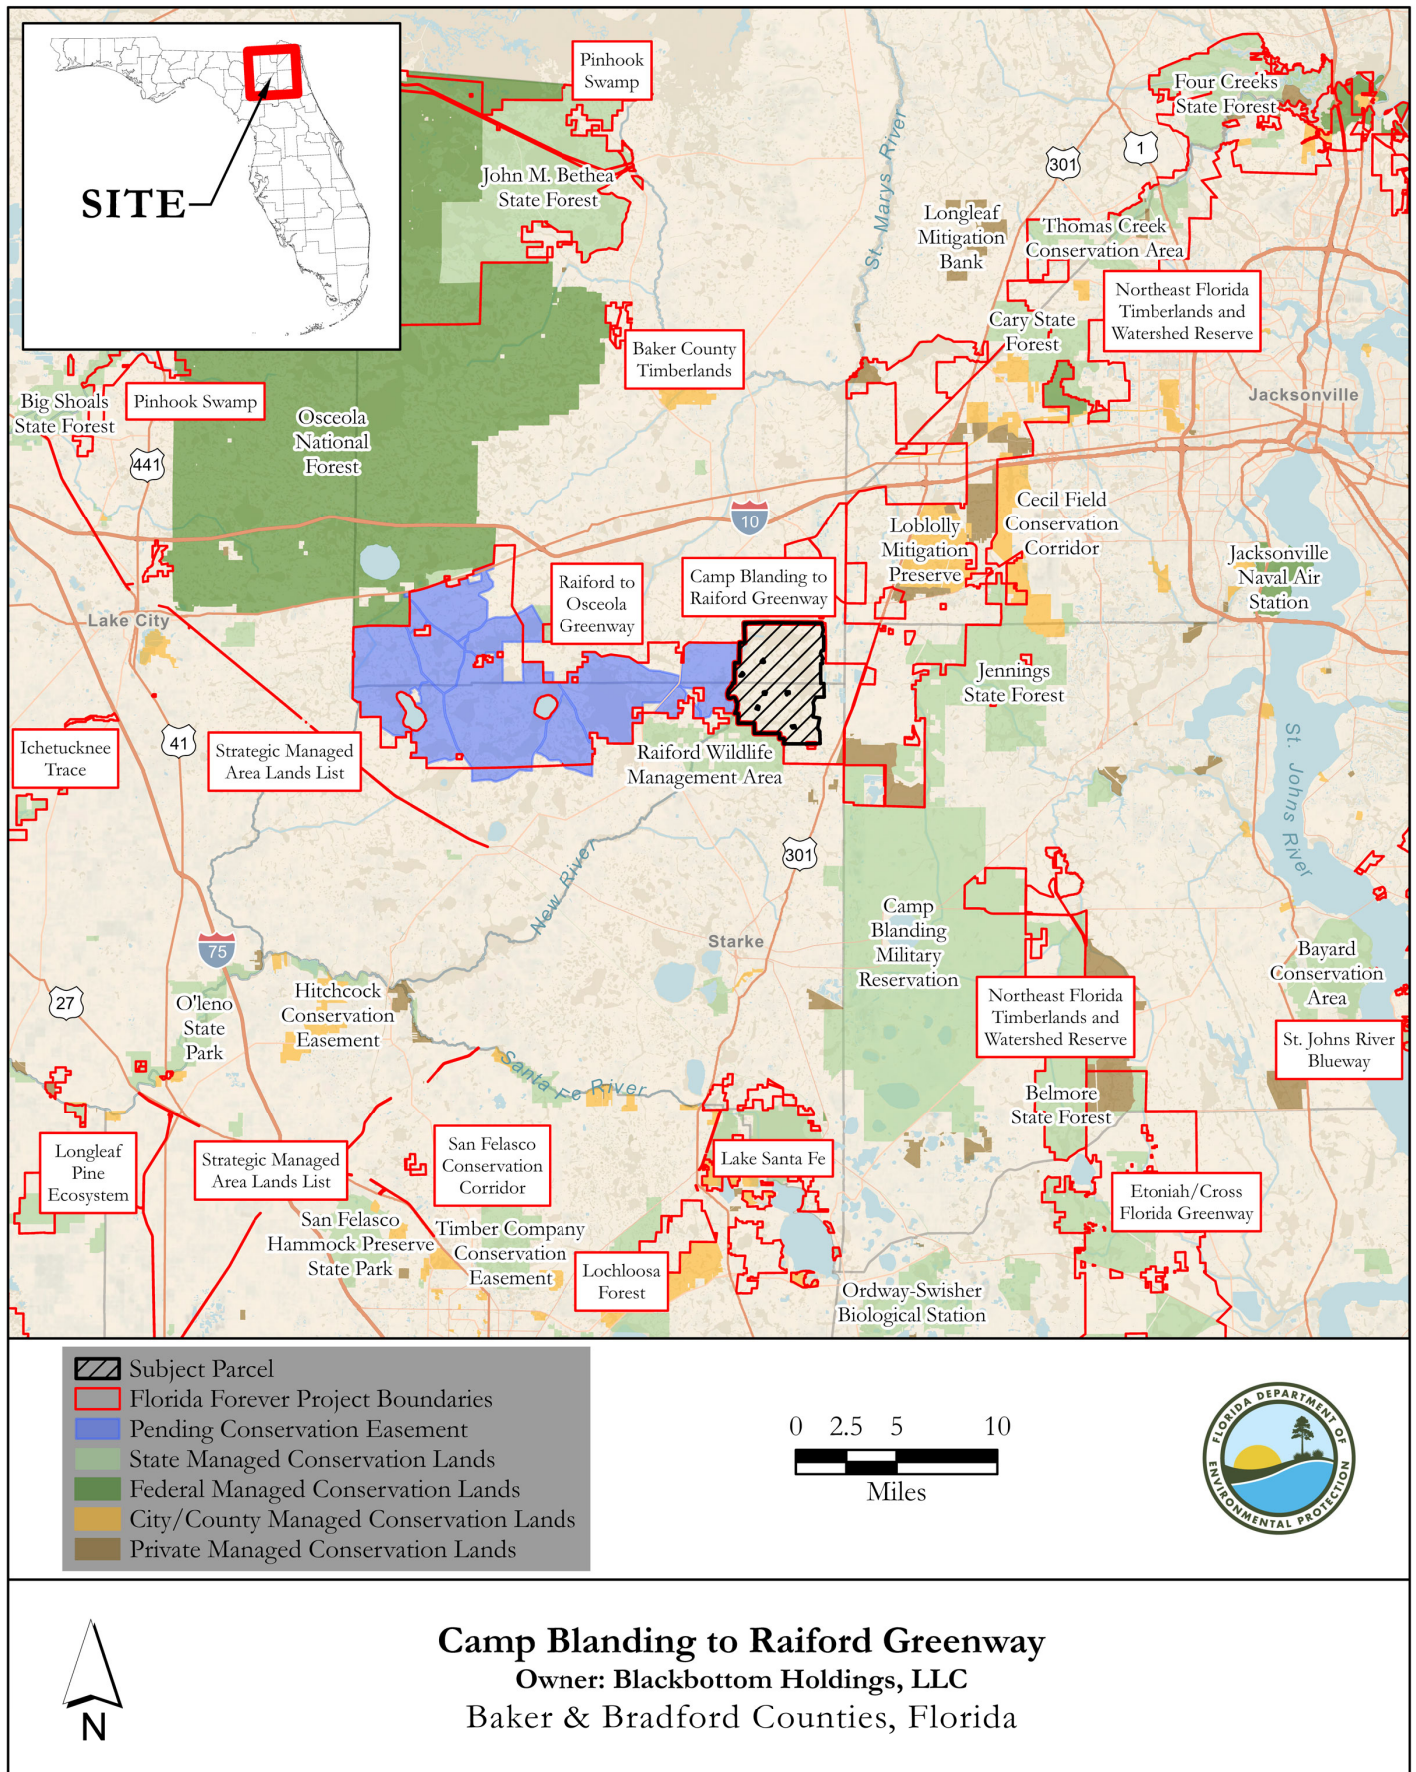 SITE
Pinhook
Swamp
Four Creeks
State Forest
1
301
John M. Bethea
State Forest
St. Marys River
Longleaf
Mitigation
Bank
Thomas Creek
Conservation Area
Northeast Florida
Timberlands and
Watershed Reserve
Cary State
Forest
Baker County
Timberlands
Big Shoals
State Forest
Pinhook Swamp
Osceola
National
Forest
Jacksonville
441
10
Loblolly
Mitigation
Preserve
Cecil Field
Conservation
Corridor
Jacksonville
Naval Air
Station
Raiford to
Osceola
Greenway
Camp Blanding to
Raiford Greenway
Lake City
Jennings
State Forest
Ichetucknee
Trace
41
Strategic Managed
Area Lands List
Raiford Wildlife
Management Area
St. Johns River
301
New River
Camp
Blanding
Military
Reservation
Starke
75
27
O'leno
State
Park
Hitchcock
Conservation
Easement
Bayard
Conservation
Area
Northeast Florida
Timberlands and
Watershed Reserve
St. Johns River
Blueway
Santa Fe River
Belmore
State Forest
Longleaf
Pine
Ecosystem
Strategic Managed
Area Lands List
San Felasco
Conservation
Corridor
Lake Santa Fe
Etoniah/Cross
Florida Greenway
San Felasco
Hammock Preserve
State Park
Timber Company
Conservation
Easement
Lochloosa
Forest
Ordway-Swisher
Biological Station
Subject Parcel
Florida Forever Project Boundaries
Pending Conservation Easement
State Managed Conservation Lands
Federal Managed Conservation Lands
City/County Managed Conservation Lands
Private Managed Conservation Lands
0 2.5 5 10
Miles
FLORIDA DEPARTMENT OF
ENVIRONMENTAL PROTECTION
N
Camp Blanding to Raiford Greenway
Owner: Blackbottom Holdings, LLC
Baker & Bradford Counties, Florida